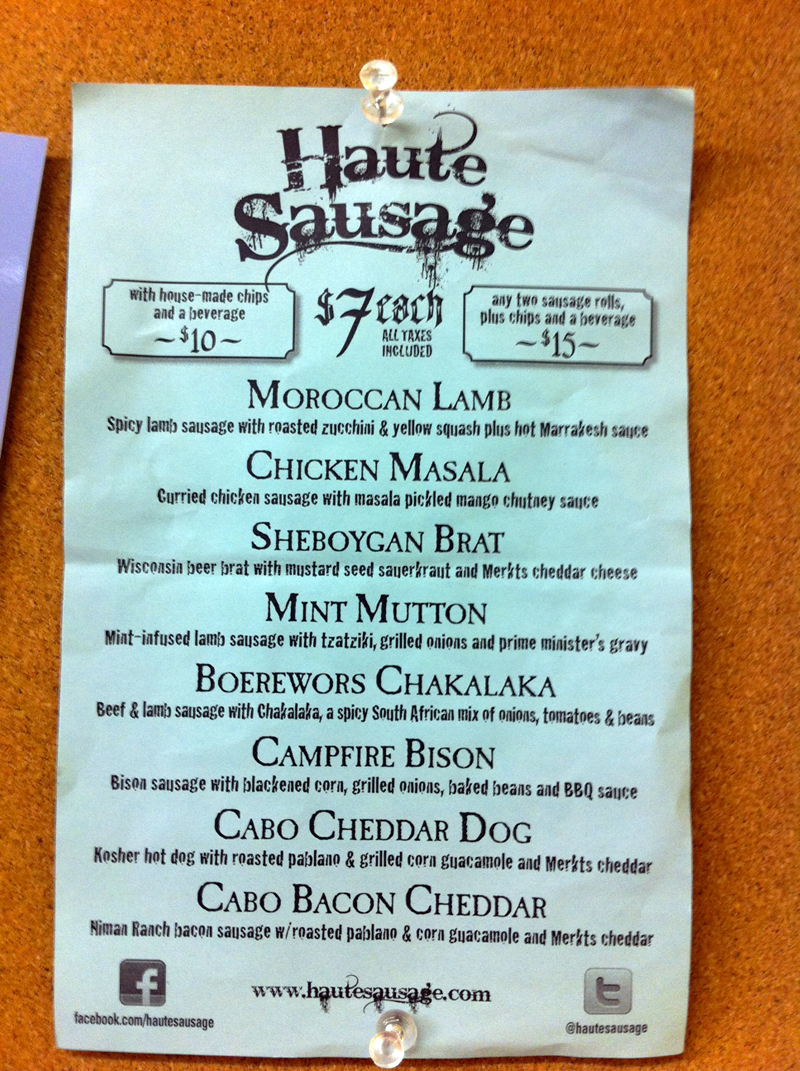 Haute
Sausage
with house-made chips
and a beverage
~$10~
$7 each
ALL TAXES
INCLUDED
any two sausage rolls,
plus chips and a beverage
~$15~
MOROCCAN LAMB
Spicy lamb sausage with roasted zucchini & yellow squash plus hot Marrakesh sauce
CHICKEN MASALA
Curried chicken sausage with masala pickled mango chutney sauce
SHEBOYGAN BRAT
Wisconsin beer brat with mustard seed sauerkraut and Merkts cheddar cheese
MINT MUTTON
Mint-infused lamb sausage with tzatziki, grilled onions and prime minister's gravy
BOEREWORS CHAKALAKA
Beef & lamb sausage with Chakalaka, a spicy South African mix of onions, tomatoes & beans
CAMPFIRE BISON
Bison sausage with blackened corn, grilled onions, baked beans and BBQ sauce
CABO CHEDDAR DOG
Kosher hot dog with roasted pablano & grilled corn guacamole and Merkts cheddar
CABO BACON CHEDDAR
Niman Ranch bacon sausage w/roasted pablano & corn guacamole and Merkts cheddar
f
www.hautesausage.com
t
facebook.com/hautesausage
@hautesausage